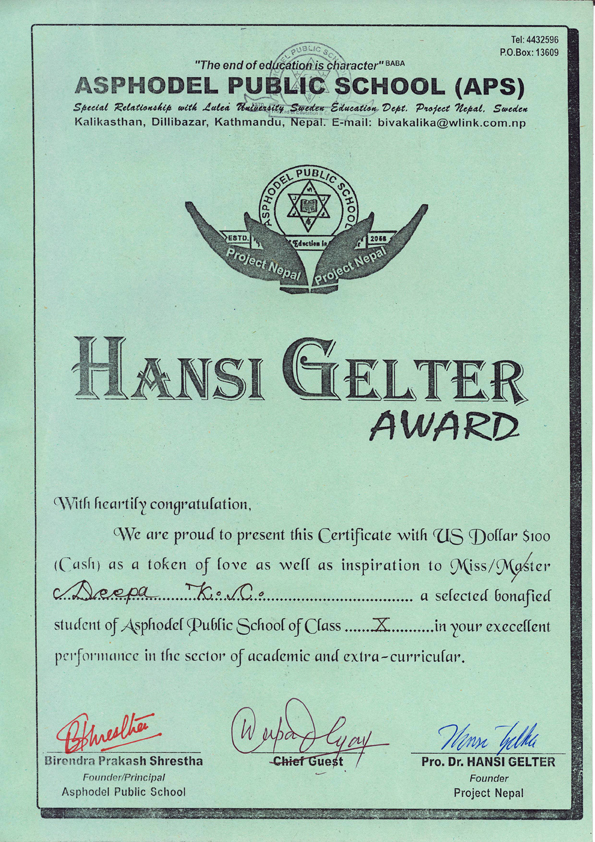 Tel: 4432596
P.O.Box: 13609
"The end of education is character" BABA
ASPHODEL PUBLIC SCHOOL (APS)
Special Relationship with Luleå University Sweden Education Dept. Project Nepal, Sweden
Kalikasthan, Dillibazar, Kathmandu, Nepal. E-mail: bivakalika@wlink.com.np
ASPHODEL PUBLIC SCHOOL
ESTD. 2066
Project Nepal Project Nepal
HANSI GELTER
AWARD
With heartily congratulation,
We are proud to present this Certificate with US Dollar $100
(Cash) as a token of love as well as inspiration to Miss/Master
Deepa K.C. a selected bonafied
student of Asphodel Public School of Class ......X..........in your execellent
performance in the sector of academic and extra-curricular.
BShrestha
Hansi Gelter
Birendra Prakash Shrestha
Chief Guest
Pro. Dr. HANSI GELTER
Founder/Principal
Founder
Asphodel Public School
Project Nepal